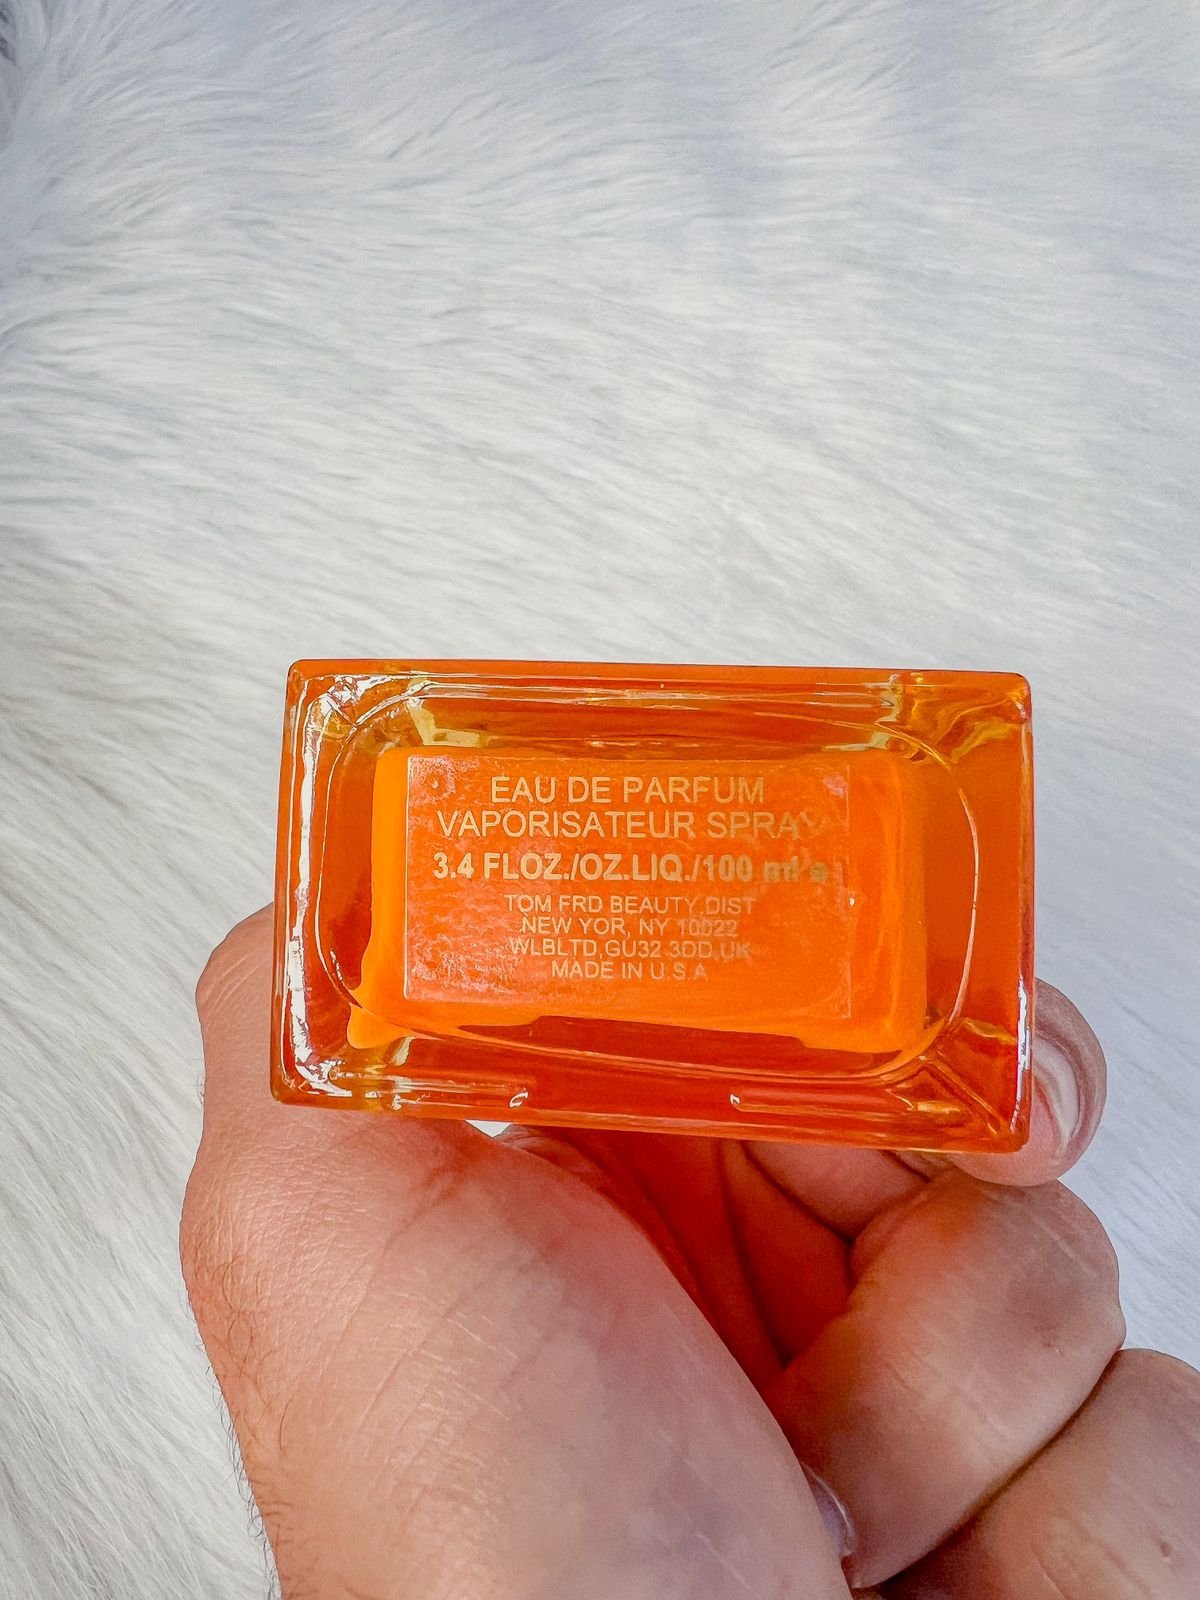 EAU DE PARFUM
VAPORISATEUR SPRAY
3.4 FLOZ./OZ.LIQ./100 ml e
TOM FRD BEAUTY,DIST
NEW YOR, NY 10022
WLBLTD,GU32 3DD,UK
MADE IN U.S.A